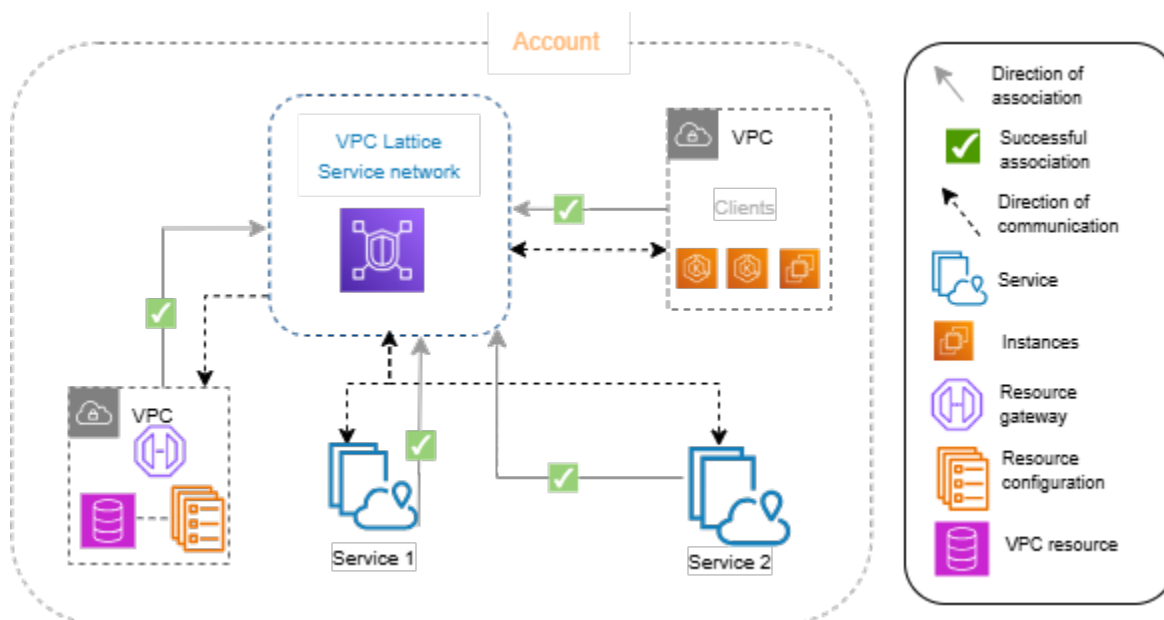 Account
VPC Lattice
Service network
VPC
Clients
VPC
Service 1
Service 2
Direction of
association
Successful
association
Direction of
communication
Service
Instances
Resource
gateway
Resource
configuration
VPC resource